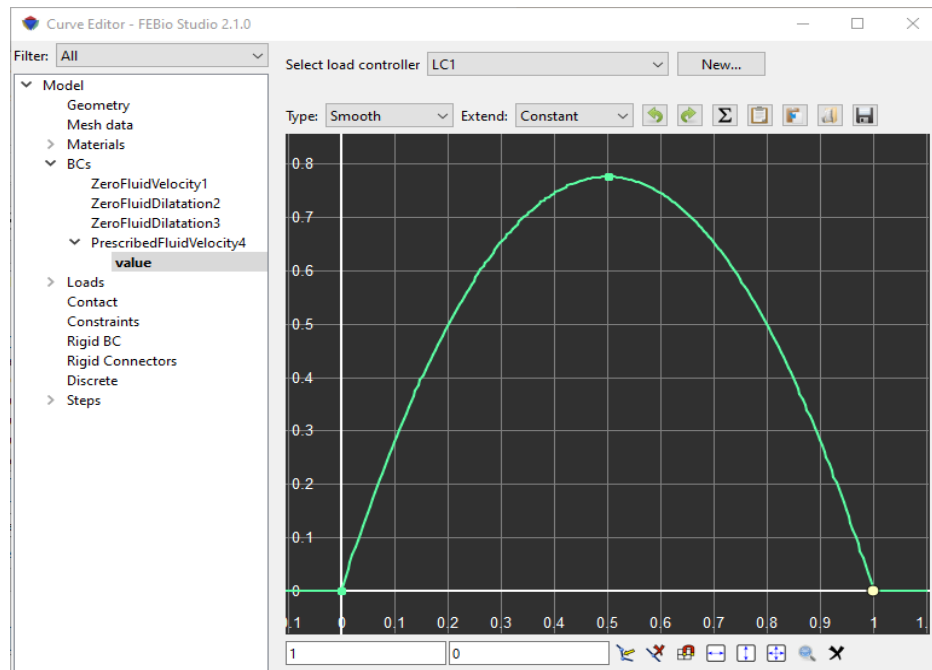 Curve Editor - FEBio Studio 2.1.0
Filter: All
Model
Geometry
Mesh data
Materials
BCs
ZeroFluidVelocity1
ZeroFluidDilatation2
ZeroFluidDilatation3
PrescribedFluidVelocity4
value
Loads
Contact
Constraints
Rigid BC
Rigid Connectors
Discrete
Steps
Select load controller LC1 New...
Type: Smooth Extend: Constant Σ
0.8
0.7
0.6
0.5
0.4
0.3
0.2
0.1
0
0.1 0 0.1 0.2 0.3 0.4 0.5 0.6 0.7 0.8 0.9 1 1.
1 0